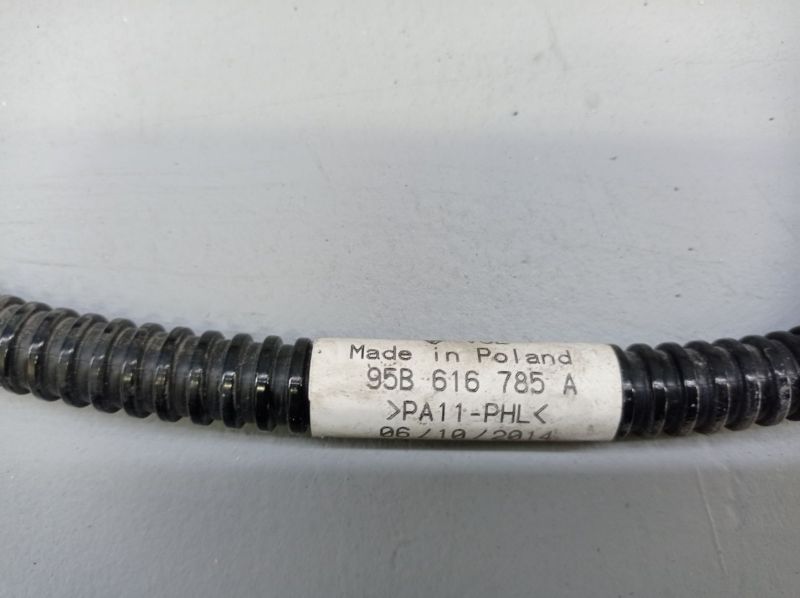 Made in Poland
95B 616 785 A
>PA11-PHL<
06/10/2014